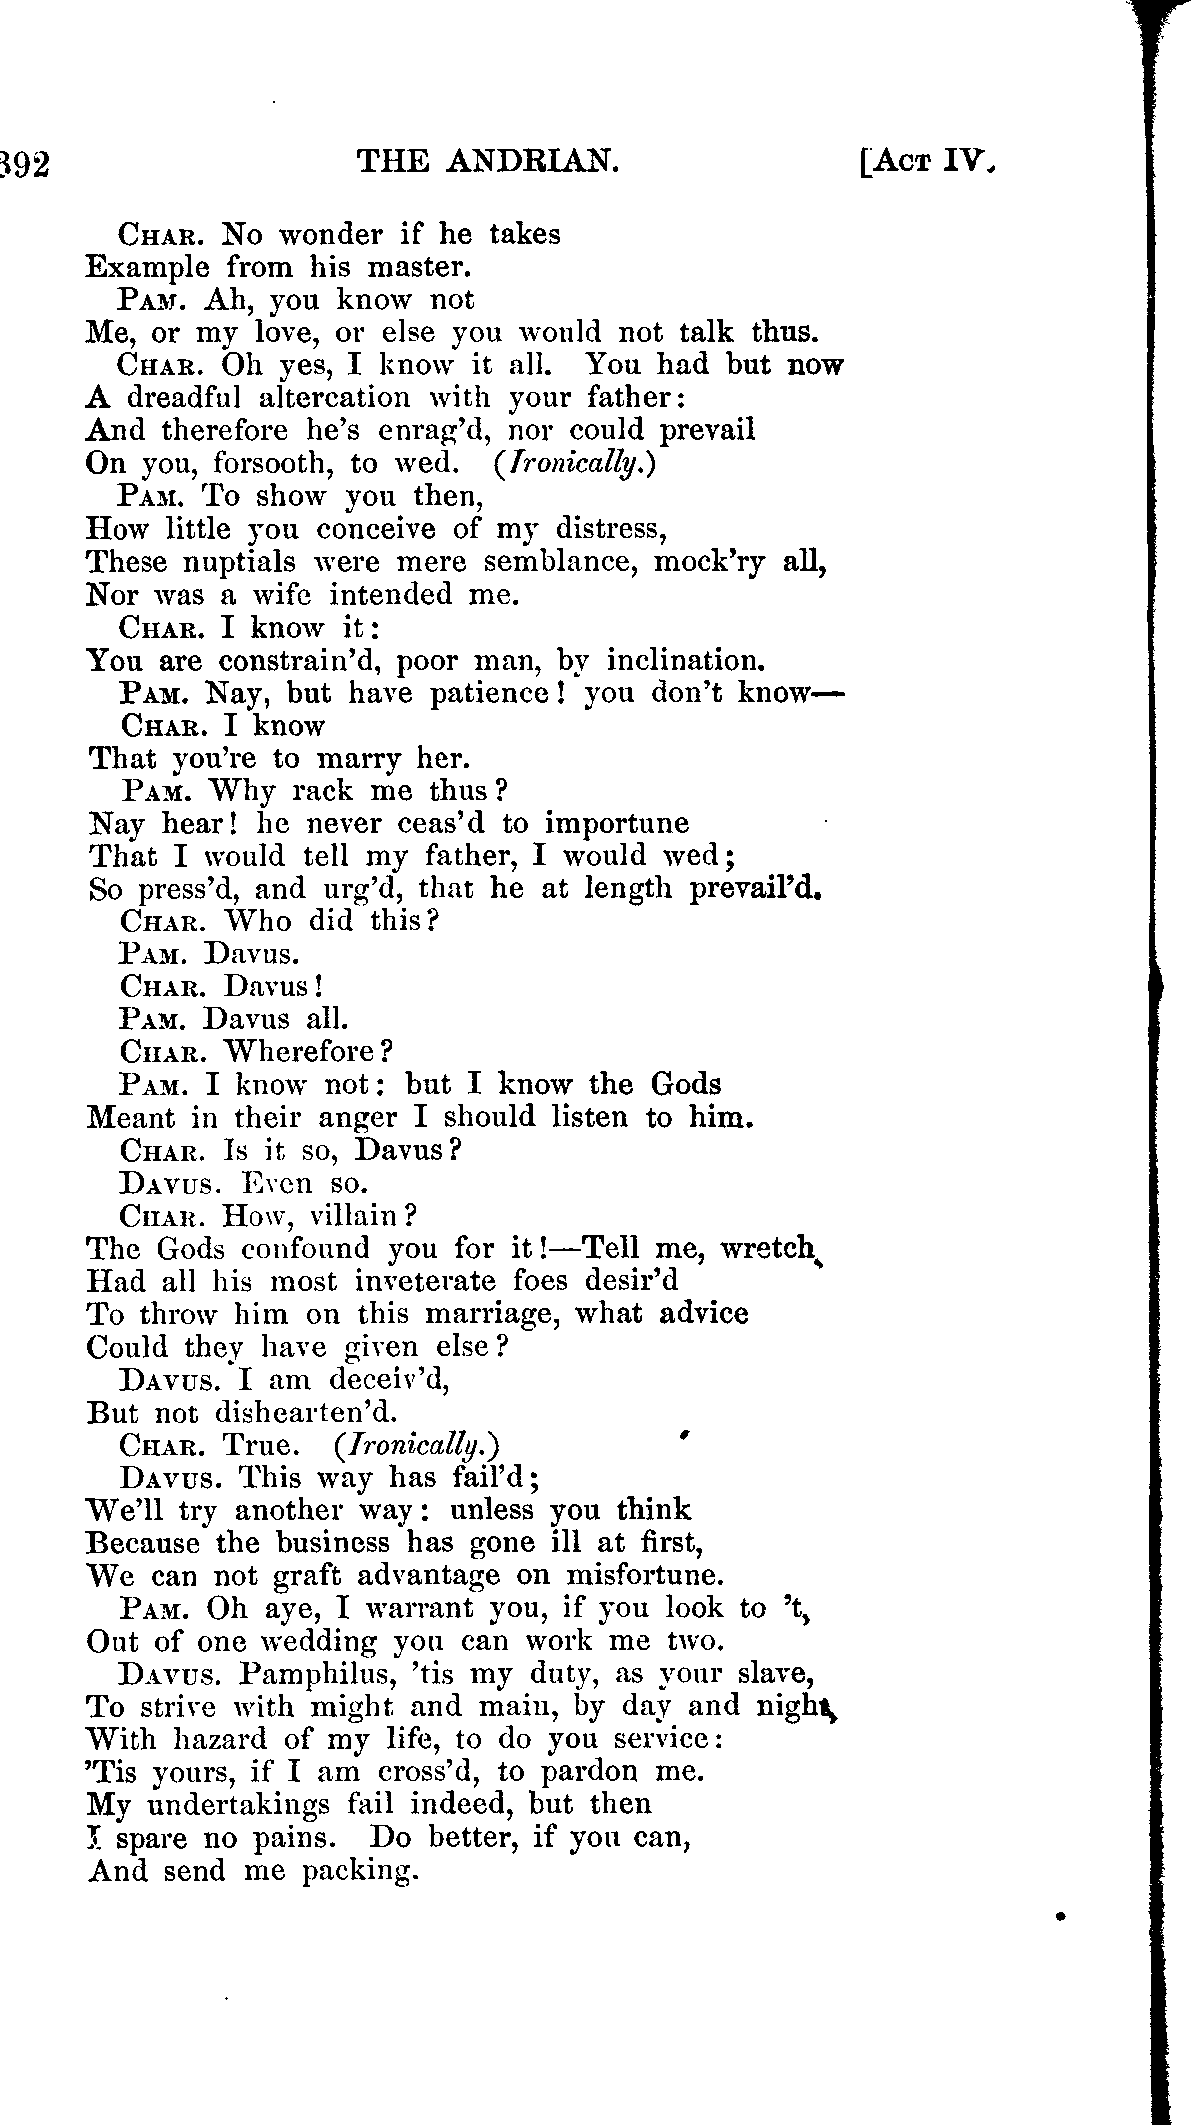 392 THE ANDRIAN. [ACT IV.
CHAR. No wonder if he takes
Example from his master.
PAM. Ah, you know not
Me, or my love, or else you would not talk thus.
CHAR. Oh yes, I know it all. You had but now
A dreadful altercation with your father:
And therefore he's enrag'd, nor could prevail
On you, forsooth, to wed. (Ironically.)
PAM. To show you then,
How little you conceive of my distress,
These nuptials were mere semblance, mock'ry all,
Nor was a wife intended me.
CHAR. I know it:
You are constrain'd, poor man, by inclination.
PAM. Nay, but have patience! you don't know—
CHAR. I know
That you're to marry her.
PAM. Why rack me thus?
Nay hear! he never ceas'd to importune
That I would tell my father, I would wed;
So press'd, and urg'd, that he at length prevail'd.
CHAR. Who did this?
PAM. Davus.
CHAR. Davus!
PAM. Davus all.
CHAR. Wherefore?
PAM. I know not: but I know the Gods
Meant in their anger I should listen to him.
CHAR. Is it so, Davus?
DAVUS. Even so.
CHAR. How, villain?
The Gods confound you for it!—Tell me, wretch,
Had all his most inveterate foes desir'd
To throw him on this marriage, what advice
Could they have given else?
DAVUS. I am deceiv'd,
But not dishearten'd.
CHAR. True. (Ironically.)
DAVUS. This way has fail'd;
We'll try another way: unless you think
Because the business has gone ill at first,
We can not graft advantage on misfortune.
PAM. Oh aye, I warrant you, if you look to 't,
Out of one wedding you can work me two.
DAVUS. Pamphilus, 'tis my duty, as your slave,
To strive with might and main, by day and night,
With hazard of my life, to do you service:
'Tis yours, if I am cross'd, to pardon me.
My undertakings fail indeed, but then
I spare no pains. Do better, if you can,
And send me packing.